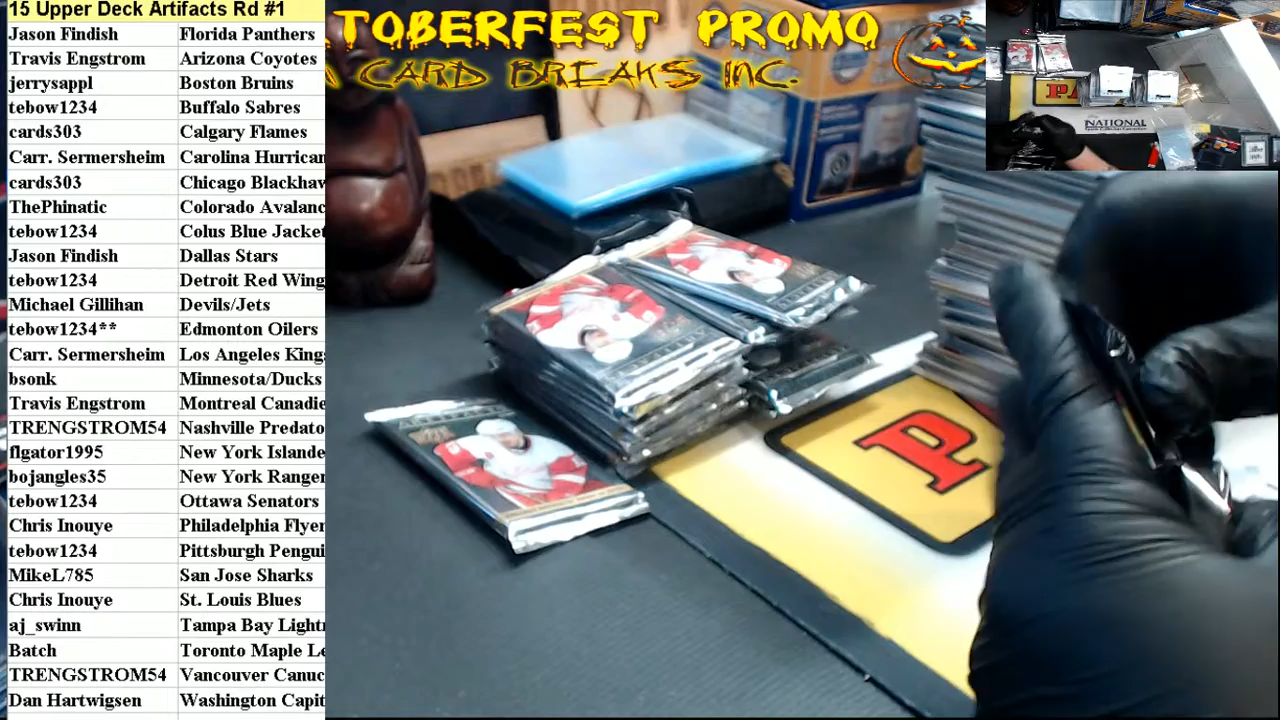 15 Upper Deck Artifacts Rd #1
Jason Findish Florida Panthers
Travis Engstrom Arizona Coyotes
jerrysappl Boston Bruins
tebow1234 Buffalo Sabres
cards303 Calgary Flames
Carr. Sermersheim Carolina Hurrican
cards303 Chicago Blackhav
ThePhinatic Colorado Avalanc
tebow1234 Colus Blue Jacket
Jason Findish Dallas Stars
tebow1234 Detroit Red Wing
Michael Gillihan Devils/Jets
tebow1234** Edmonton Oilers
Carr. Sermersheim Los Angeles Kings
bsonk Minnesota/Ducks
Travis Engstrom Montreal Canadie
TRENGSTROM54 Nashville Predato
flgator1995 New York Islande
bojangles35 New York Ranger
tebow1234 Ottawa Senators
Chris Inouye Philadelphia Flyer
tebow1234 Pittsburgh Pengui
MikeL785 San Jose Sharks
Chris Inouye St. Louis Blues
aj_swinn Tampa Bay Lightn
Batch Toronto Maple Le
TRENGSTROM54 Vancouver Canuc
Dan Hartwigsen Washington Capit
TOBERFEST PROMO
CARD BREAKS INC.
P
PA
NATIONAL